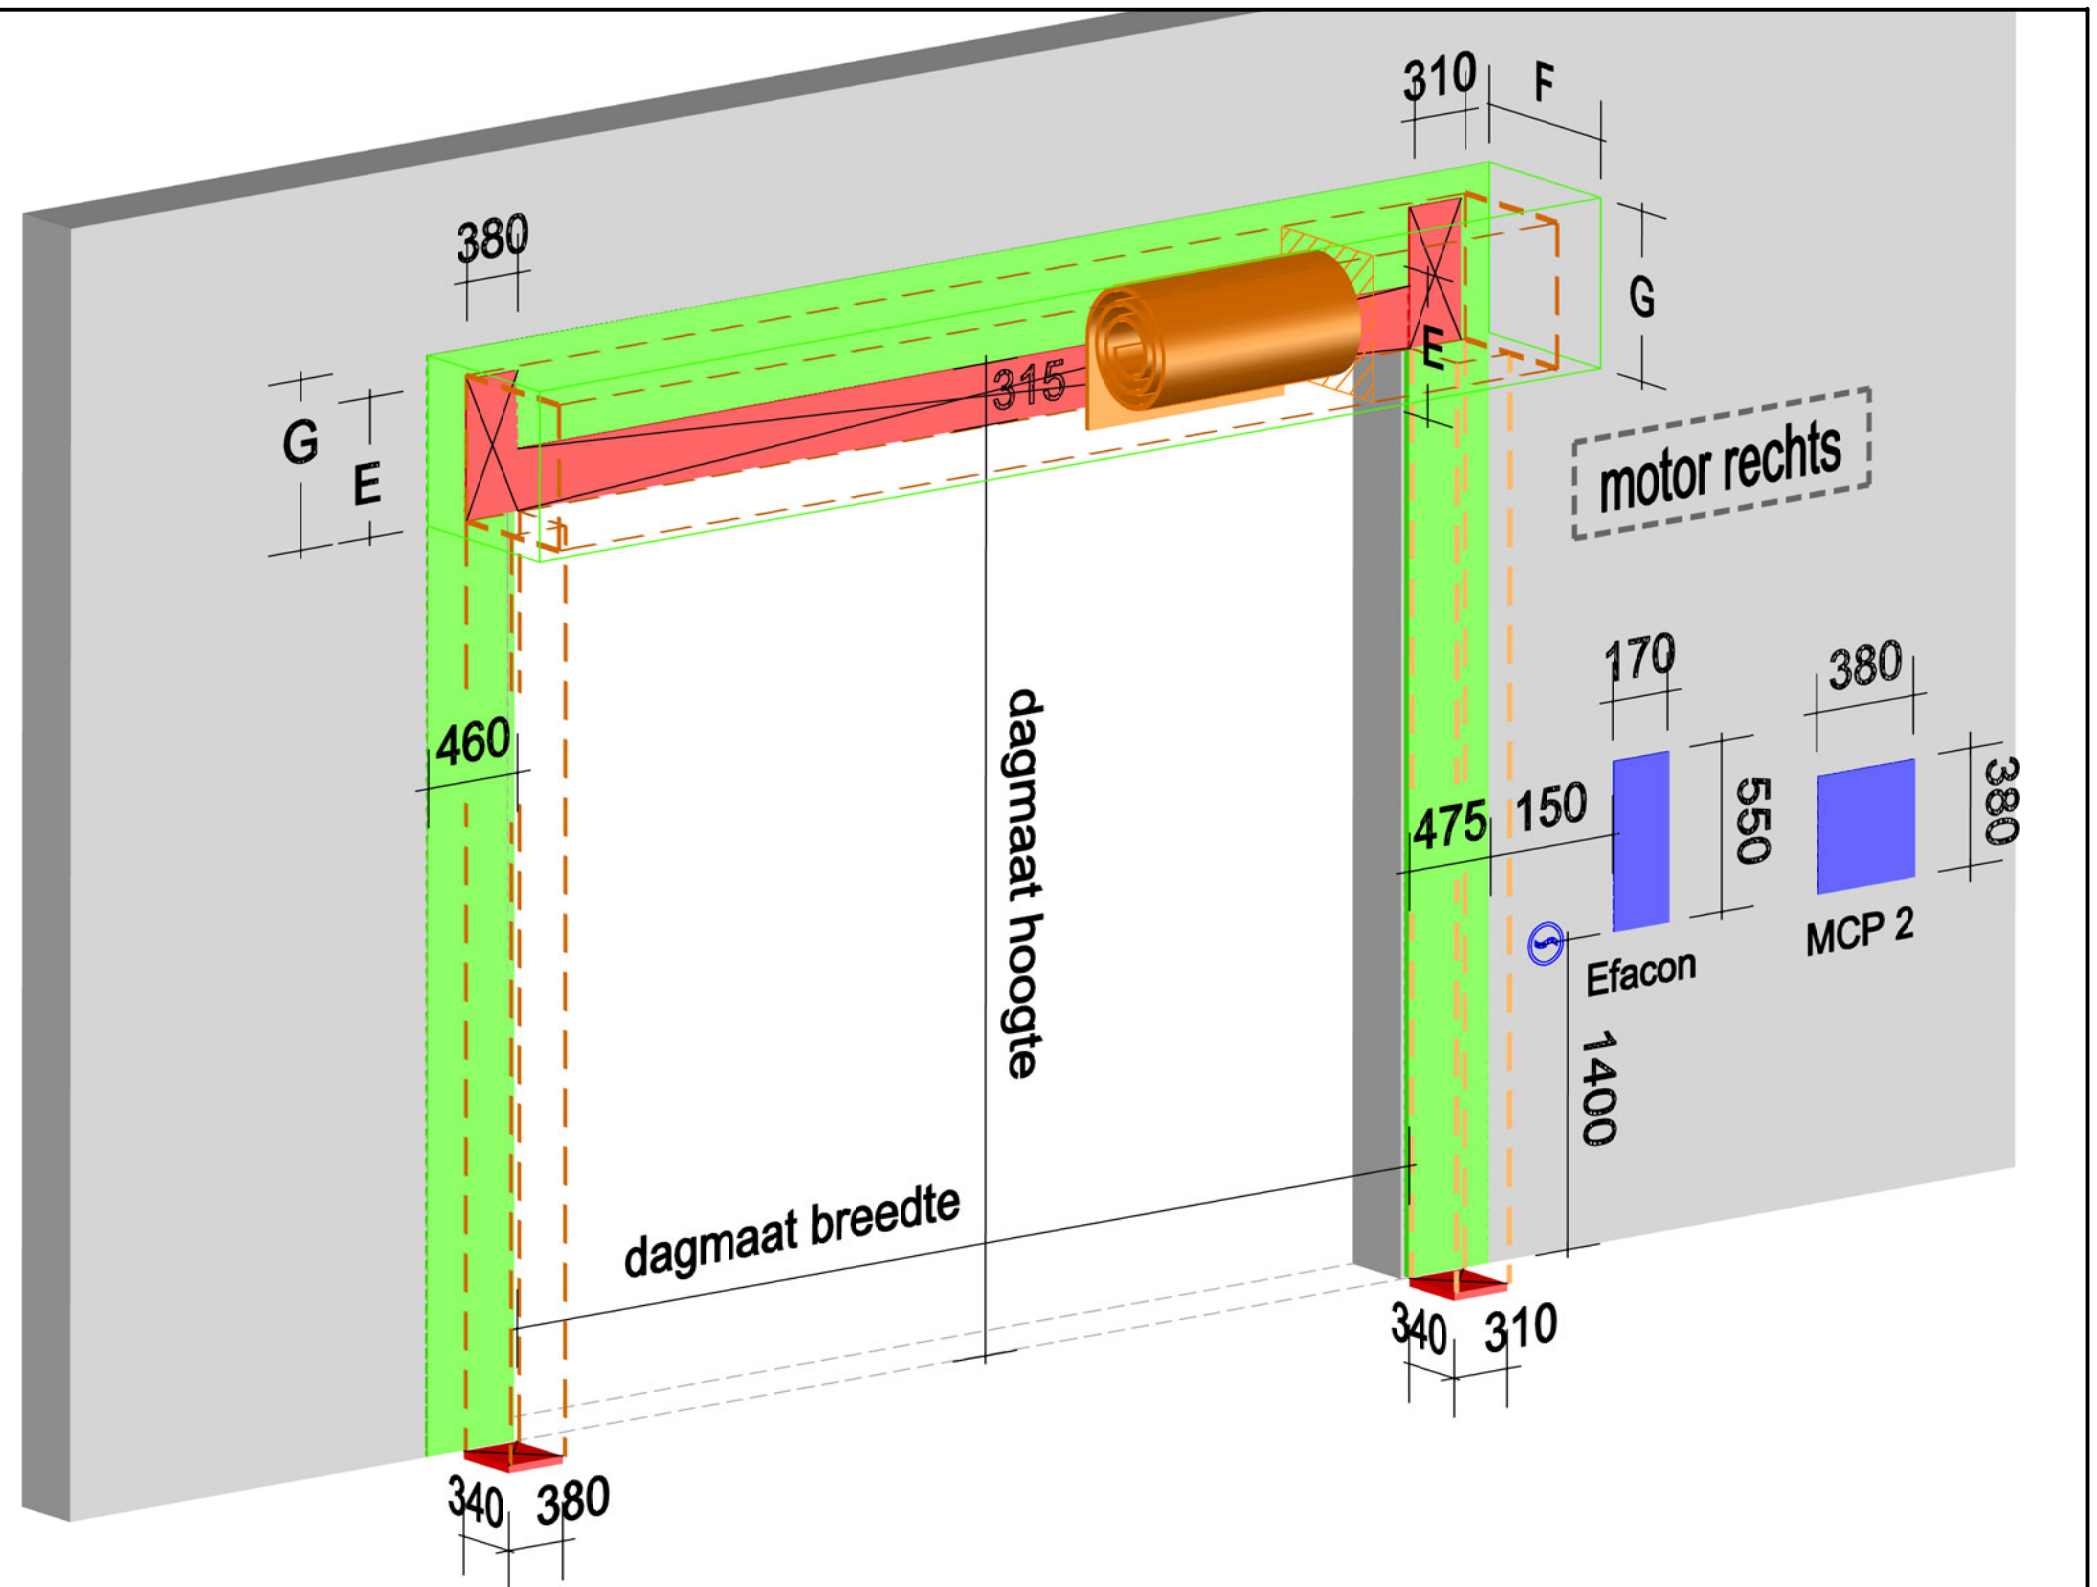 310 F
380
G
E
315
E
G
motor rechts
460
dagmaat hoogte
170
380
475 150
550
380
Efacon
MCP 2
1400
dagmaat breedte
340 310
340 380